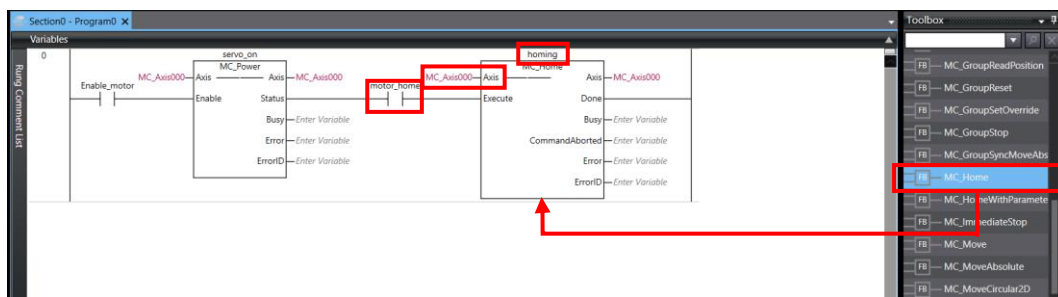 Section0 - Program0
Toolbox
Variables
Rung Comment List
0
servo_on
MC_Power
MC_Axis000
Axis
Axis
MC_Axis000
Enable_motor
Enable
Status
Busy
Enter Variable
Error
Enter Variable
ErrorID
Enter Variable
motor_home
homing
MC_Home
MC_Axis000
Axis
Axis
MC_Axis000
Execute
Done
Busy
Enter Variable
CommandAborted
Enter Variable
Error
Enter Variable
ErrorID
Enter Variable
FB MC_GroupReadPosition
FB MC_GroupReset
FB MC_GroupSetOverride
FB MC_GroupStop
FB MC_GroupSyncMoveAbs
FB MC_Home
FB MC_HomeWithParamete
FB MC_ImmediateStop
FB MC_Move
FB MC_MoveAbsolute
FB MC_MoveCircular2D